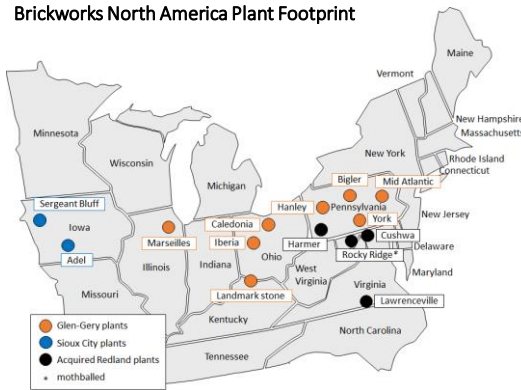 Brickworks North America Plant Footprint
Maine
Vermont
Minnesota
New Hampshire
Massachusetts
Wisconsin
New York
Rhode Island
Connecticut
Michigan
Bigler
Mid Atlantic
Sergeant Bluff
Hanley
Pennsylvania
New Jersey
Iowa
Caledonia
York
Marseilles
Iberia
Harmer
Cushwa
Adel
Ohio
Delaware
Rocky Ridge*
Illinois
Indiana
West
Virginia
Maryland
Missouri
Landmark stone
Virginia
Lawrenceville
Kentucky
North Carolina
Tennessee
Glen-Gery plants
Sioux City plants
Acquired Redland plants
* mothballed